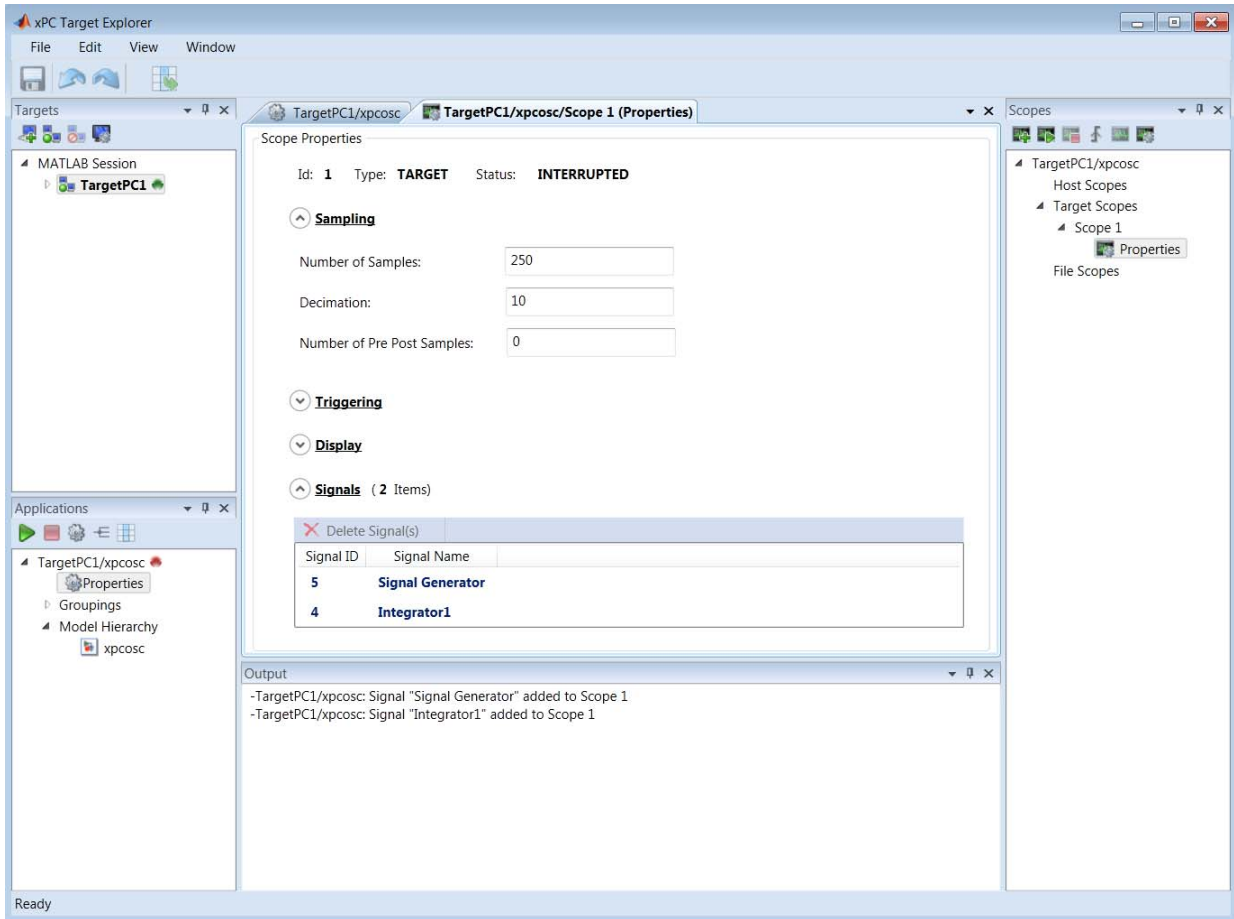 xPC Target Explorer
File Edit View Window
Targets
MATLAB Session
TargetPC1
Applications
TargetPC1/xpcosc
Properties
Groupings
Model Hierarchy
xpcosc
TargetPC1/xpcosc
TargetPC1/xpcosc/Scope 1 (Properties)
Scope Properties
Id: 1 Type: TARGET Status: INTERRUPTED
Sampling
Number of Samples: 250
Decimation: 10
Number of Pre Post Samples: 0
Triggering
Display
Signals ( 2 Items)
Delete Signal(s)
Signal ID Signal Name
5 Signal Generator
4 Integrator1
Output
-TargetPC1/xpcosc: Signal "Signal Generator" added to Scope 1
-TargetPC1/xpcosc: Signal "Integrator1" added to Scope 1
Scopes
TargetPC1/xpcosc
Host Scopes
Target Scopes
Scope 1
Properties
File Scopes
Ready